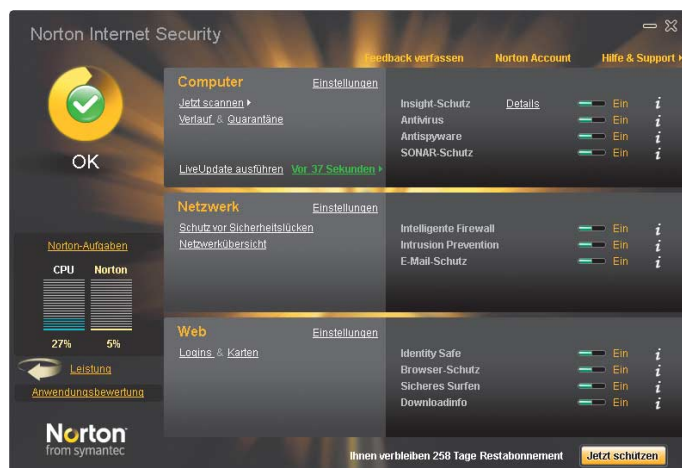 Norton Internet Security
Feedback verfassen Norton Account Hilfe & Support
OK
Computer Einstellungen
Jetzt scannen
Verlauf & Quarantäne
LiveUpdate ausführen Vor 37 Sekunden
Insight-Schutz Details Ein i
Antivirus Ein i
Antispyware Ein i
SONAR-Schutz Ein i
Netzwerk Einstellungen
Schutz vor Sicherheitslücken
Netzwerkübersicht
Intelligente Firewall Ein i
Intrusion Prevention Ein i
E-Mail-Schutz Ein i
Norton-Aufgaben
CPU Norton
27% 5%
Leistung
Anwendungsbewertung
Web Einstellungen
Logins & Karten
Identity Safe Ein i
Browser-Schutz Ein i
Sicheres Surfen Ein i
Downloadinfo Ein i
Norton
from symantec
Ihnen verbleiben 258 Tage Restabonnement Jetzt schützen